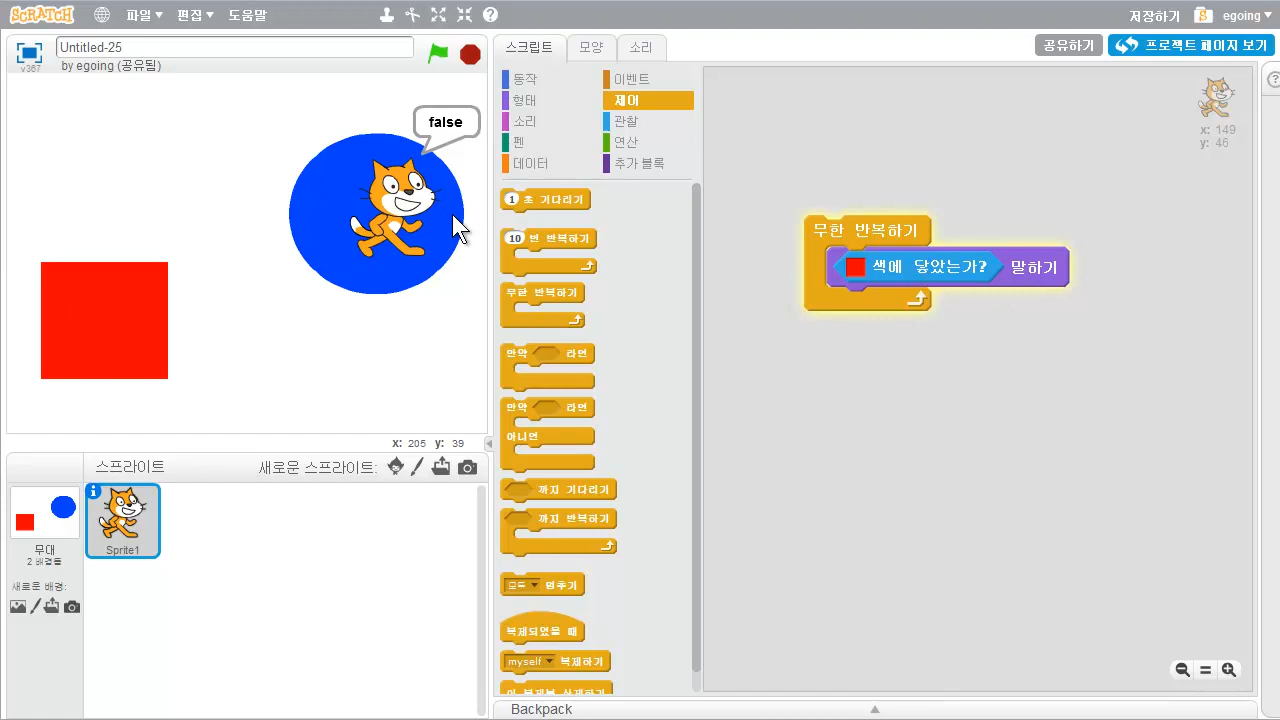 SCRATCH 파일 편집 도움말 저장하기 egoing
v367 Untitled-25
by egoing (공유됨)
스크립트 모양 소리 공유하기 프로젝트 페이지 보기
동작 이벤트
형태 제어
소리 관찰
펜 연산
데이터 추가 블록
x: 149
y: 46
false
1 초 기다리기
10 번 반복하기
무한 반복하기
만약 라면
만약 라면
아니면
까지 기다리기
까지 반복하기
모두 멈추기
복제되었을 때
myself 복제하기
이 복제본 삭제하기
무한 반복하기
색에 닿았는가? 말하기
x: 205 y: 39
스프라이트 새로운 스프라이트:
무대
2 배경들
새로운 배경:
Sprite1
Backpack